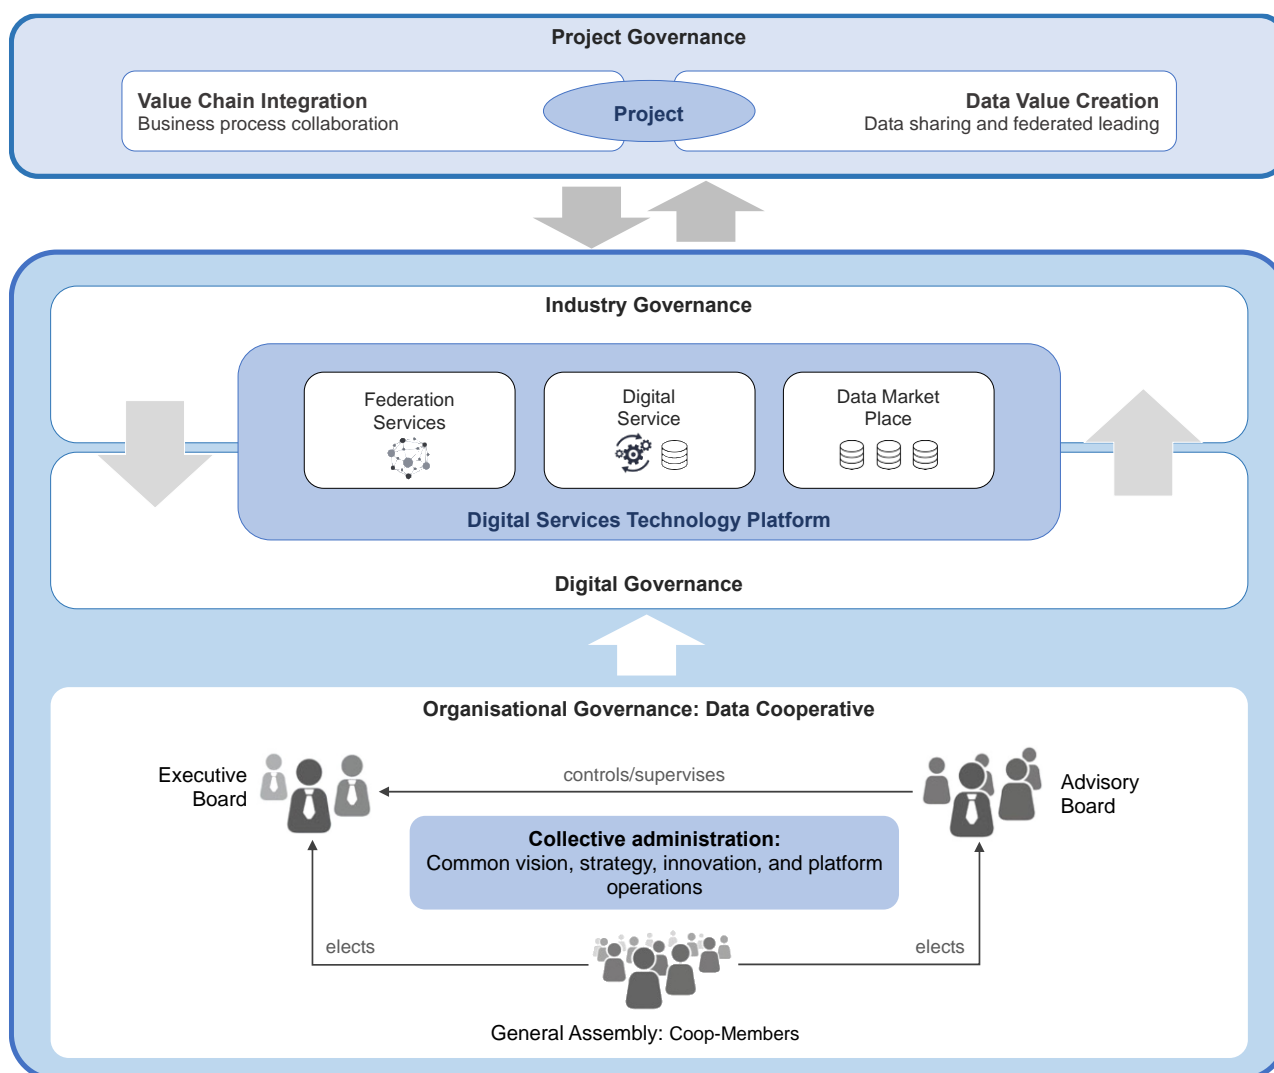 Project Governance
Value Chain Integration
Business process collaboration
Project
Data Value Creation
Data sharing and federated leading
Industry Governance
Federation
Services
Digital
Service
Data Market
Place
Digital Services Technology Platform
Digital Governance
Organisational Governance: Data Cooperative
Executive
Board
controls/supervises
Advisory
Board
Collective administration:
Common vision, strategy, innovation, and platform
operations
elects
elects
General Assembly: Coop-Members